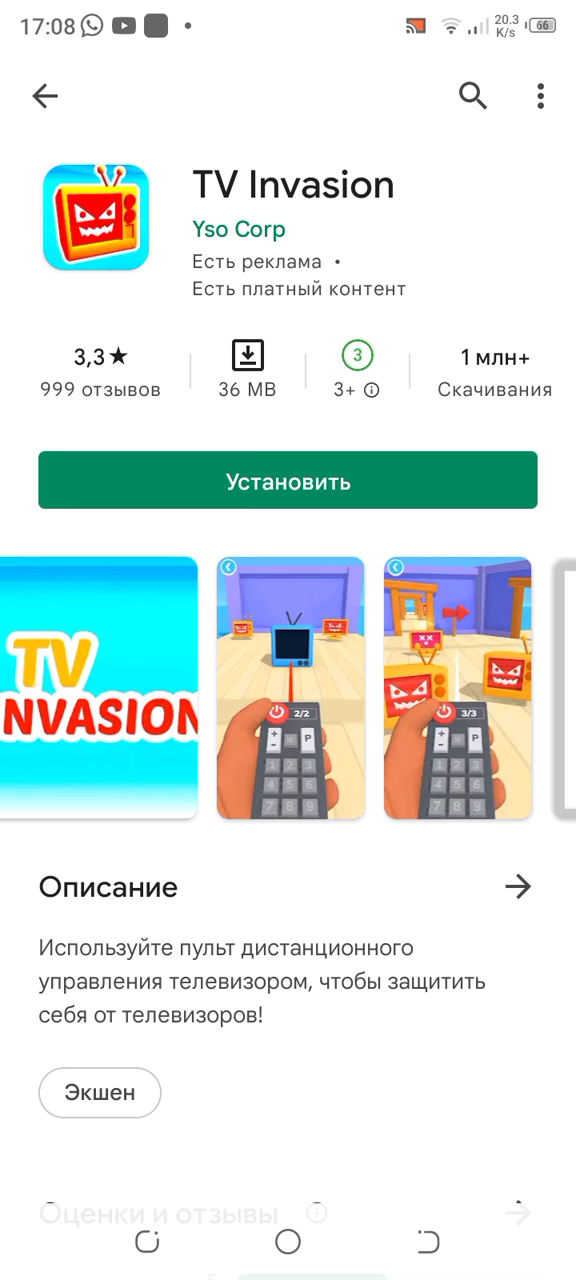 17:08 20.3 K/s 66
TV Invasion
Yso Corp
Есть реклама •
Есть платный контент
3,3★ 3 1 млн+
999 отзывов 36 MB 3+ Скачивания
Установить
TV
NVASION
2/2
+ P
-
1 2 3
4 5 6
7 8 9
3/3
+ P
-
1 2 3
4 5 6
7 8 9
Описание
Используйте пульт дистанционного
управления телевизором, чтобы защитить
себя от телевизоров!
Экшен
Оценки и отзывы
5